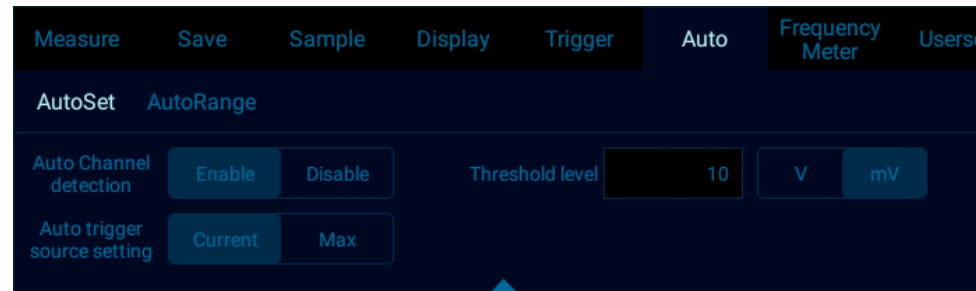 Measure Save Sample Display Trigger Auto Frequency Meter Users
AutoSet AutoRange
Auto Channel detection Enable Disable Threshold level 10 V mV
Auto trigger source setting Current Max